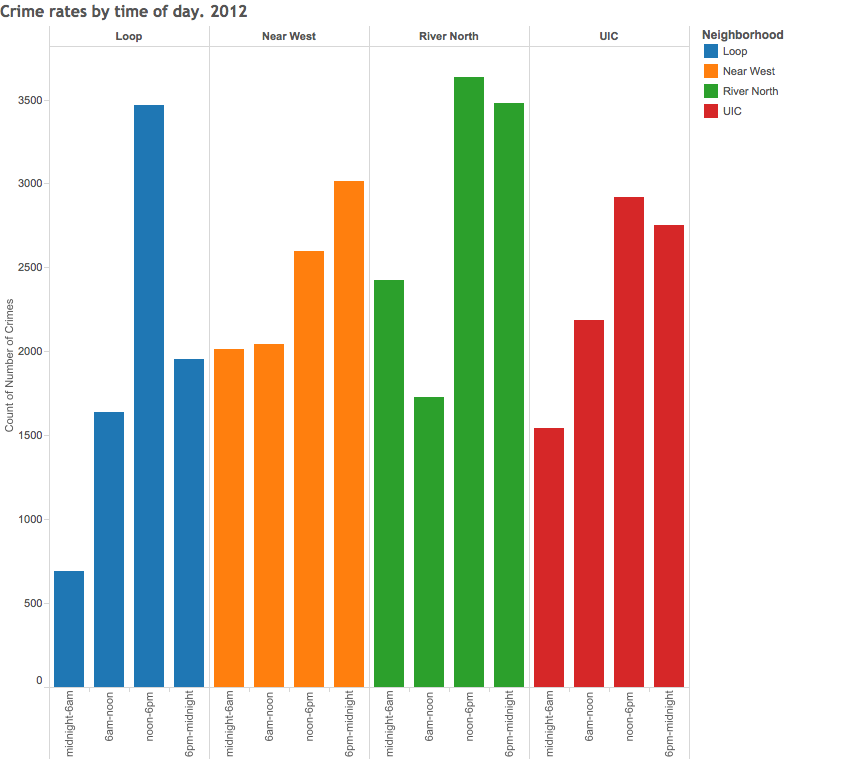 Crime rates by time of day. 2012
Loop Near West River North UIC
Neighborhood
Loop
Near West
River North
UIC
Count of Number of Crimes
3500
3000
2500
2000
1500
1000
500
0
midnight-6am 6am-noon noon-6pm 6pm-midnight midnight-6am 6am-noon noon-6pm 6pm-midnight midnight-6am 6am-noon noon-6pm 6pm-midnight midnight-6am 6am-noon noon-6pm 6pm-midnight